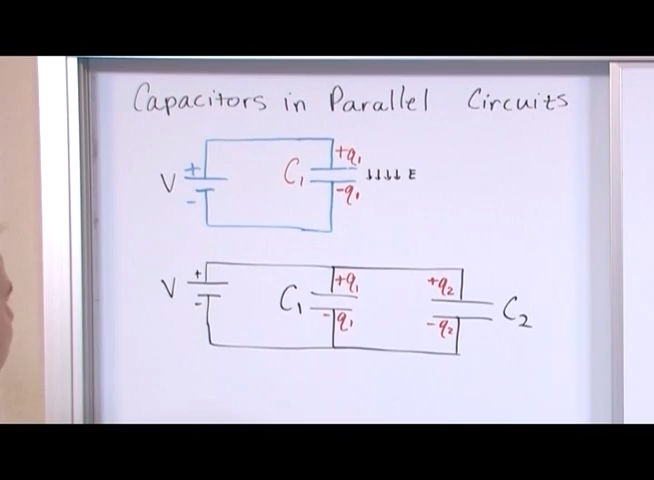 Capacitors in Parallel Circuits
+q₁
V + C₁ ↓↓↓↓ E
- -q₁
+ +q₁ +q₂
V C₁ C₂
- -q₁ -q₂